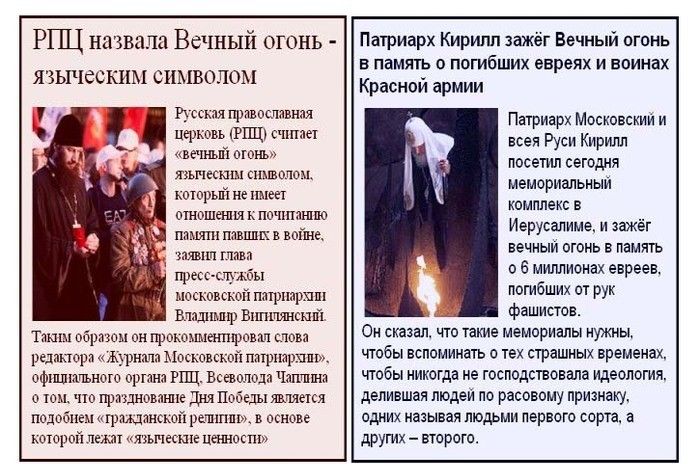 РПЦ назвала Вечный огонь -
языческим символом
Русская православная
церковь (РПЦ) считает
«вечный огонь»
языческим символом,
который не имеет
отношения к почитанию
памяти павших в войне,
заявил глава
пресс-службы
московской патриархии
Владимир Вигилянский.
Таким образом он прокомментировал слова
редактора «Журнала Московской патриархии»,
официального органа РПЦ, Всеволода Чаплина
о том, что празднование Дня Победы является
подобием «гражданской религии», в основе
которой лежат «языческие ценности»
Патриарх Кирилл зажёг Вечный огонь
в память о погибших евреях и воинах
Красной армии
Патриарх Московский и
всея Руси Кирилл
посетил сегодня
мемориальный
комплекс в
Иерусалиме, и зажёг
вечный огонь в память
о 6 миллионах евреев,
погибших от рук
фашистов.
Он сказал, что такие мемориалы нужны,
чтобы вспоминать о тех страшных временах,
чтобы никогда не господствовала идеология,
делившая людей по расовому признаку,
одних называя людьми первого сорта, а
других – второго.